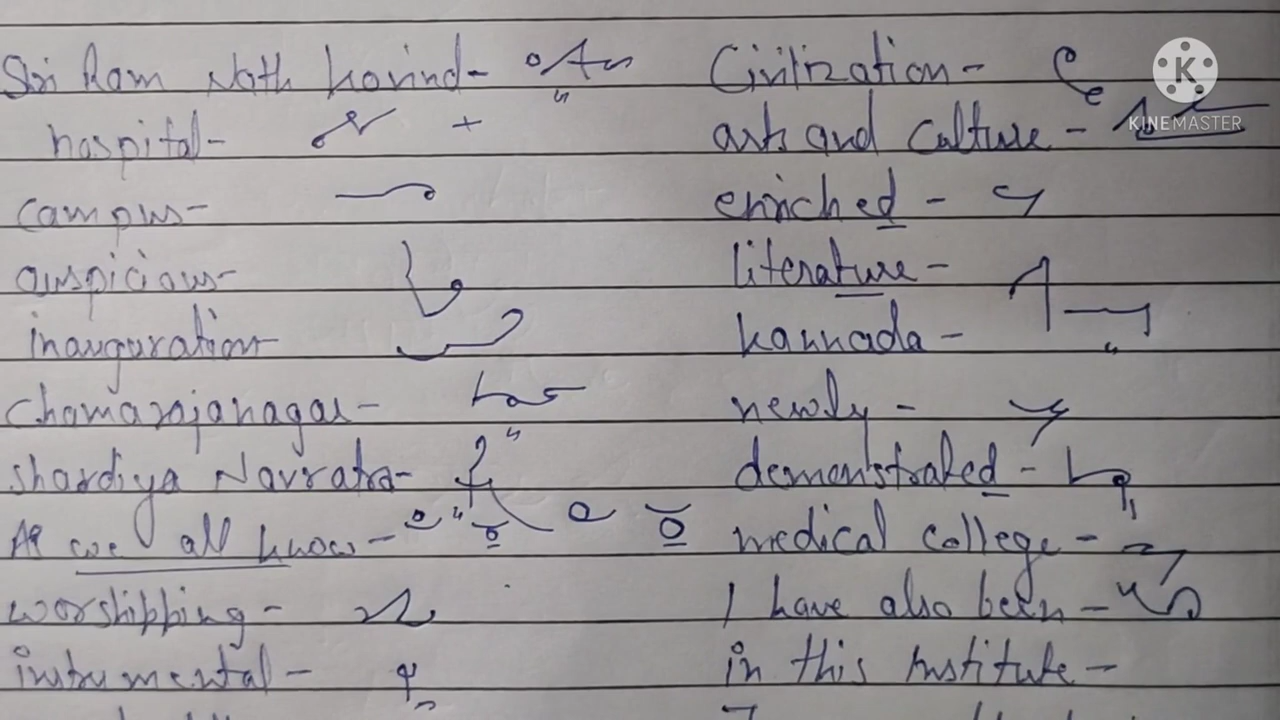 Sri Ram Nath Kovind-
hospital-
campus-
auspicious-
inauguration
Chamarajanagar-
Shardiya Navratra-
As we all know-
worshipping-
instrumental-
Civilization-
arts and culture-
enriched-
literature-
kannada-
newly-
demonstrated-
medical college-
I have also been-
in this institute-
K
KINEMASTER